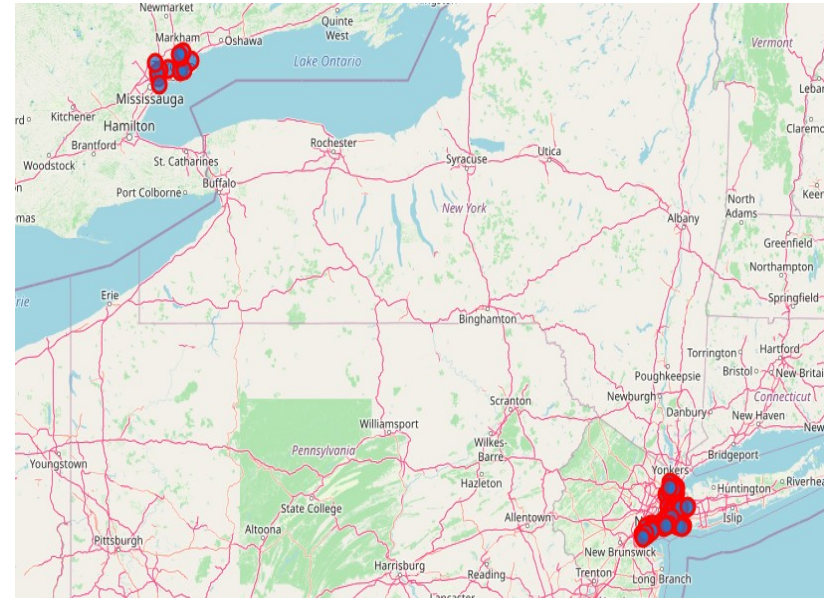 Newmarket
Quinte
West
Markham
Oshawa
Vermont
Lake Ontario
Mississauga
Kitchener
Hamilton
Brantford
Woodstock
St. Catharines
Port Colborne
Buffalo
Rochester
Syracuse
Utica
New York
Albany
North
Adams
Greenfield
Northampton
Springfield
Erie
Binghamton
Torrington
Hartford
Bristol
New Britai
Connecticut
Poughkeepsie
Newburgh
Danbury
New Haven
Bridgeport
Scranton
Williamsport
Wilkes-
Barre
Pennsylvania
Hazleton
Youngstown
State College
Altoona
Pittsburgh
Allentown
Yonkers
Huntington
Riverhe
Islip
New Brunswick
Long Branch
Trenton
Harrisburg
Reading